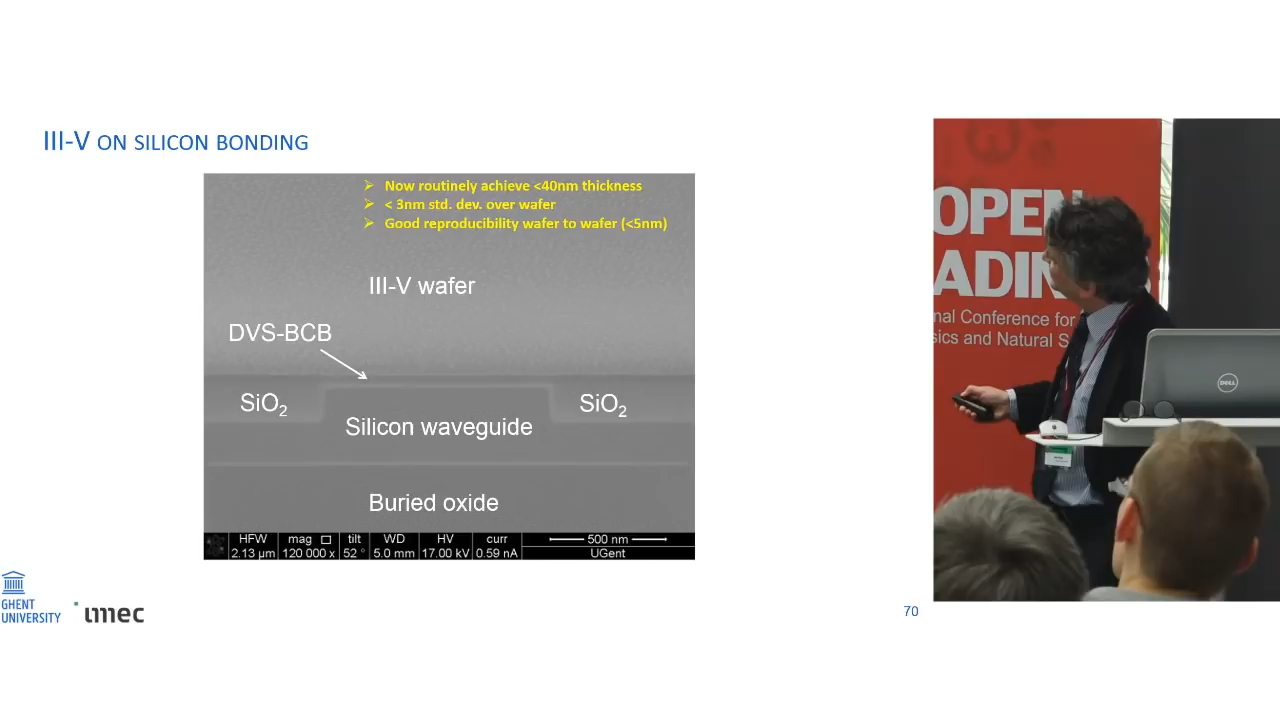 III-V ON SILICON BONDING
➢ Now routinely achieve <40nm thickness
➢ < 3nm std. dev. over wafer
➢ Good reproducibility wafer to wafer (<5nm)
III-V wafer
DVS-BCB
SiO2
SiO2
Silicon waveguide
Buried oxide
HFW mag tilt WD HV curr 500 nm
2.13 µm 120 000 x 52 ° 5.0 mm 17.00 kV 0.59 nA UGent
GHENT
UNIVERSITY
imec
70
OPEN
ADIN
nal Conference for
sics and Natural S
DELL